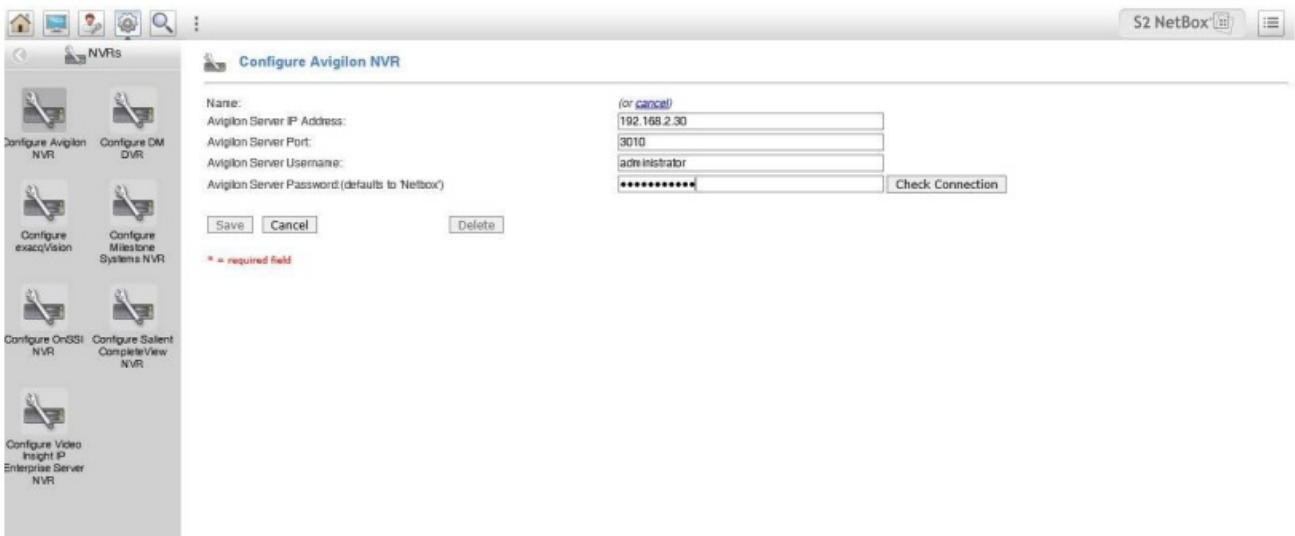 S2 NetBox
NVRs
Configure Avigilon NVR
Configure Avigilon
NVR
Configure DM
DVR
Configure
exacqVision
Configure
Milestone
Systems NVR
Configure OnSSI
NVR
Configure Salient
CompleteView
NVR
Configure Video
Insight IP
Enterprise Server
NVR
Name: (or cancel)
Avigilon Server IP Address: 192.168.2.30
Avigilon Server Port: 3010
Avigilon Server Username: administrator
Avigilon Server Password:(defaults to 'Netbox') ••••••••••• Check Connection
Save Cancel Delete
* = required field